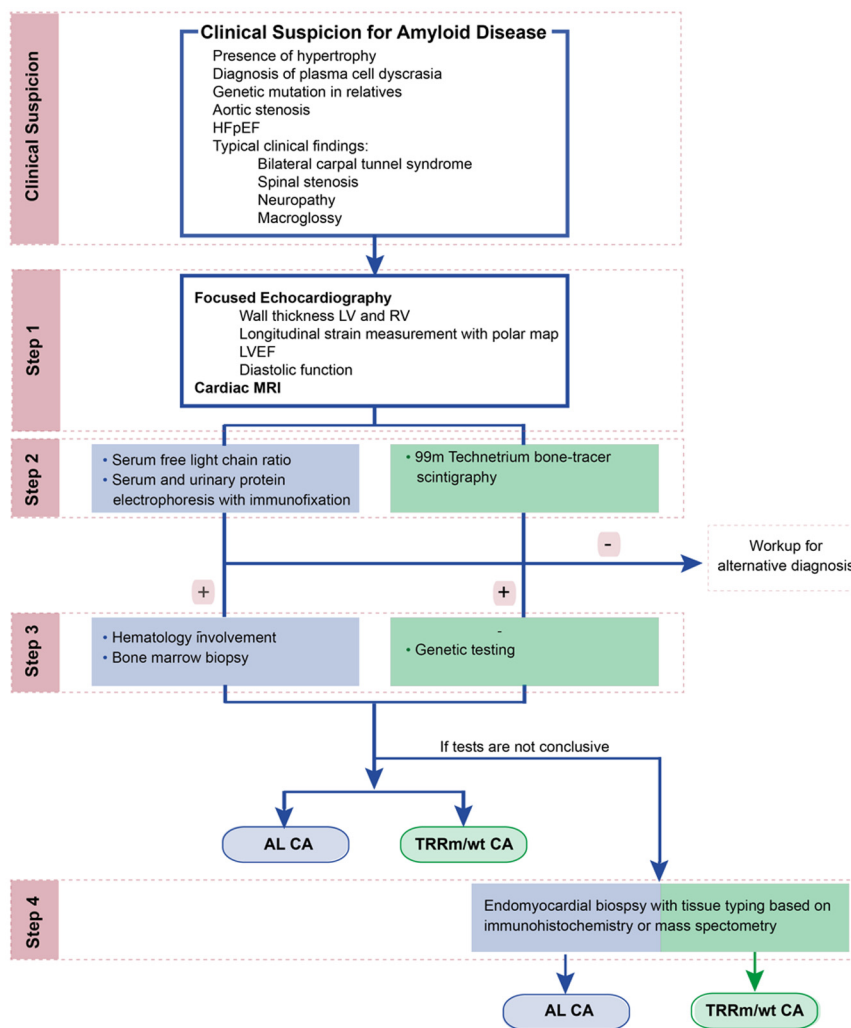 Clinical Suspicion
Clinical Suspicion for Amyloid Disease
Presence of hypertrophy
Diagnosis of plasma cell dyscrasia
Genetic mutation in relatives
Aortic stenosis
HFpEF
Typical clinical findings:
Bilateral carpal tunnel syndrome
Spinal stenosis
Neuropathy
Macroglossy
Step 1
Focused Echocardiography
Wall thickness LV and RV
Longitudinal strain measurement with polar map
LVEF
Diastolic function
Cardiac MRI
Step 2
• Serum free light chain ratio
• Serum and urinary protein
electrophoresis with immunofixation
• 99m Technetrium bone-tracer
scintigraphy
-
Workup for
alternative diagnosis
+
+
Step 3
-
• Hematology involvement
• Bone marrow biopsy
-
• Genetic testing
If tests are not conclusive
AL CA
TRRm/wt CA
Step 4
Endomyocardial biospsy with tissue typing based on
immunohistochemistry or mass spectometry
AL CA
TRRm/wt CA